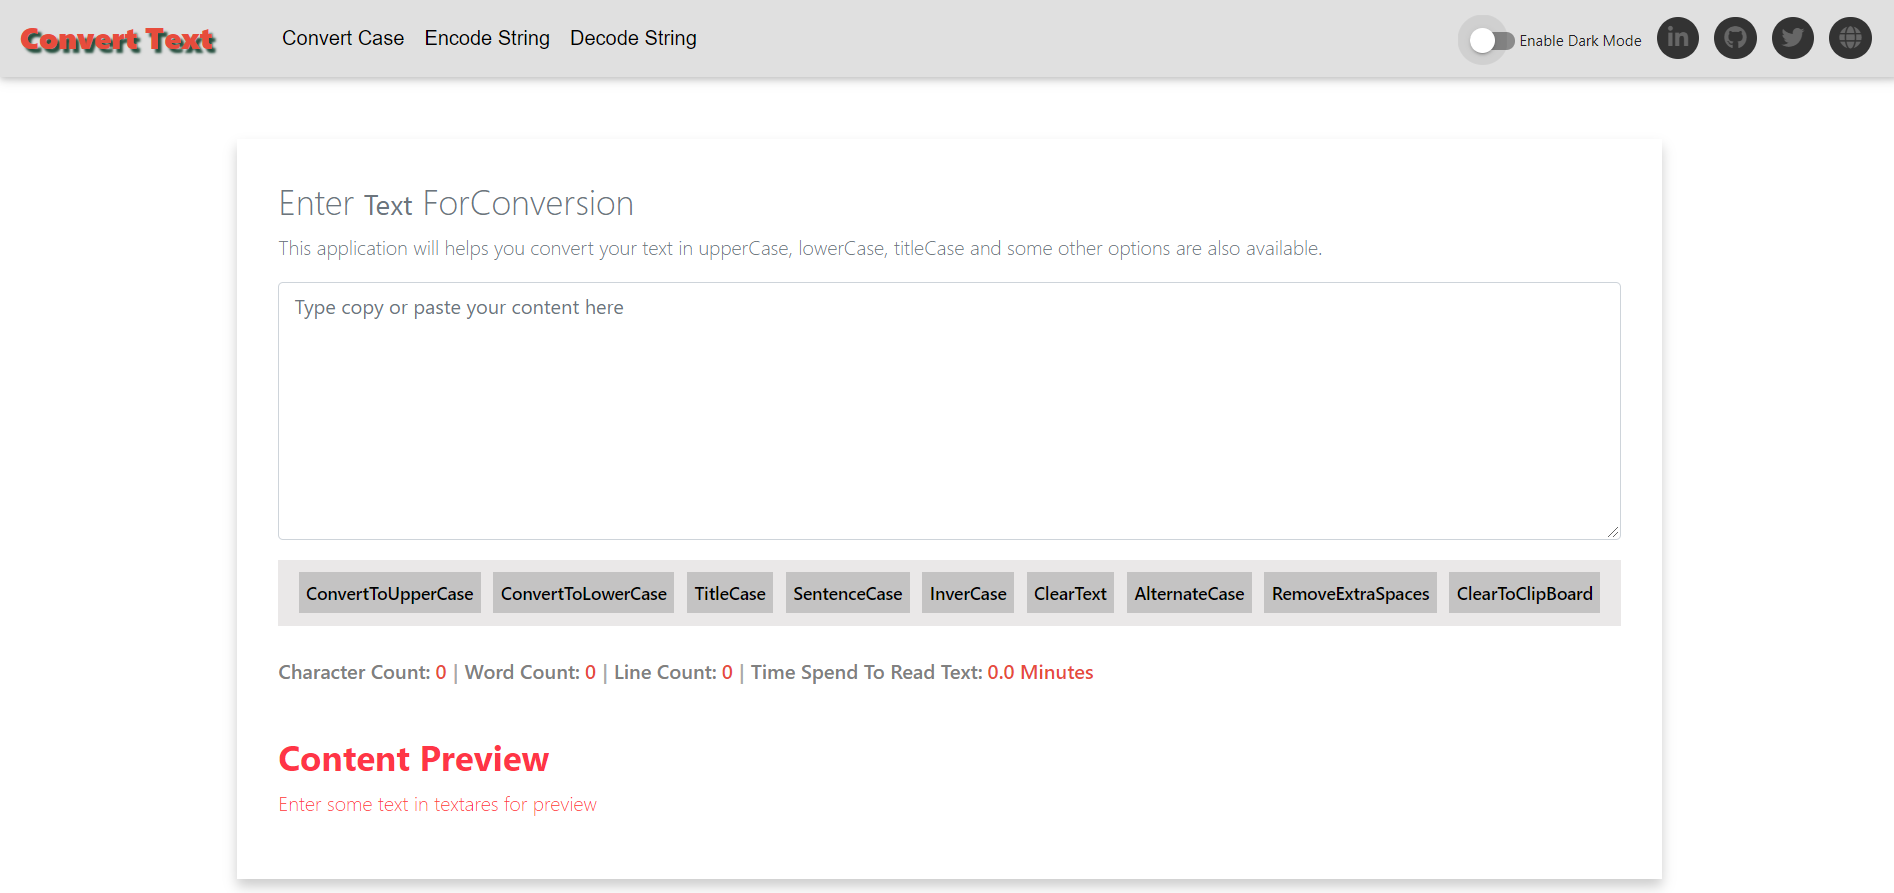 Convert Text Convert Case Encode String Decode String Enable Dark Mode in
Enter Text ForConversion
This application will helps you convert your text in upperCase, lowerCase, titleCase and some other options are also available.
Type copy or paste your content here
ConvertToUpperCase ConvertToLowerCase TitleCase SentenceCase InverCase ClearText AlternateCase RemoveExtraSpaces ClearToClipBoard
Character Count: 0 | Word Count: 0 | Line Count: 0 | Time Spend To Read Text: 0.0 Minutes
Content Preview
Enter some text in textares for preview